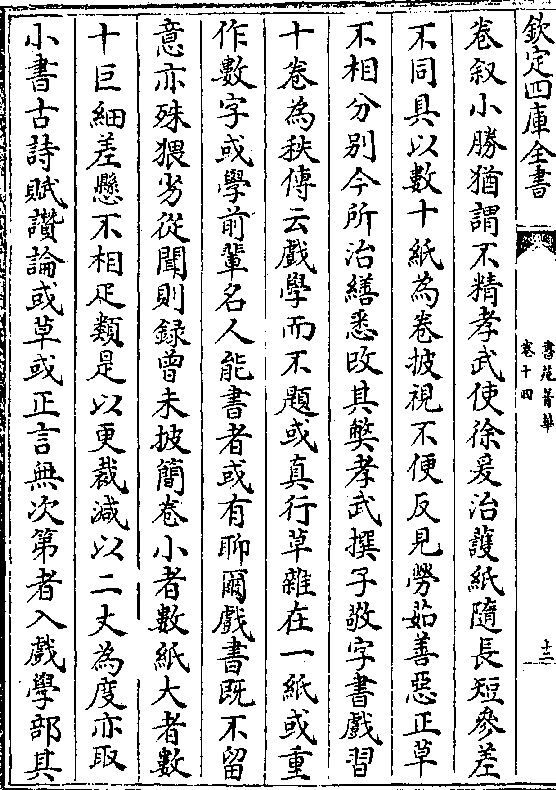 欽定四庫全書
書苑菁華
卷十四
十三
卷叙小勝猶謂不精孝武使徐爰治護紙隨長短參差
不同具以數十紙為卷披視不便反見勞茹善惡正草
不相分别今所治繕悉改其弊孝武撰子敬字書戲習
十卷為秩傳云戲學而不題或真行草雜在一紙或重
作數字或學前輩名人能書者或有聊爾戲書既不留
意亦殊猥劣從聞則録曾未披簡卷小者數紙大者數
十巨細差懸不相疋類是以更裁減以二丈為度亦取
小書古詩賦讚論或草或正言無次第者入戲學部其